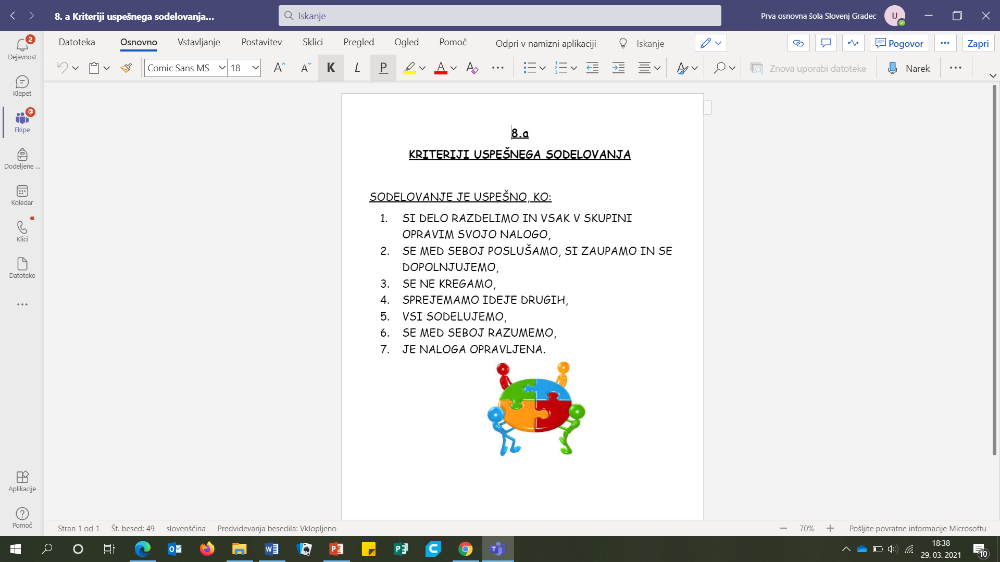 8. a Kriteriji uspešnega sodelovanja...
Iskanje
Prva osnovna šola Slovenj Gradec
IJ
Datoteka
Osnovno
Vstavljanje
Postavitev
Sklici
Pregled
Ogled
Pomoč
Odpri v namizni aplikaciji
Iskanje
Pogovor
Zapri
Comic Sans MS
18
K
L
P
Znova uporabi datoteke
Narek
2
Dejavnost
Klepet
@
Ekipe
Dodeljene ...
Koledar
Klici
Datoteke
Aplikacije
Pomoč
8.a
KRITERIJI USPEŠNEGA SODELOVANJA
SODELOVANJE JE USPEŠNO, KO:
1. SI DELO RAZDELIMO IN VSAK V SKUPINI
OPRAVIM SVOJO NALOGO,
2. SE MED SEBOJ POSLUŠAMO, SI ZAUPAMO IN SE
DOPOLNJUJEMO,
3. SE NE KREGAMO,
4. SPREJEMAMO IDEJE DRUGIH,
5. VSI SODELUJEMO,
6. SE MED SEBOJ RAZUMEMO,
7. JE NALOGA OPRAVLJENA.
Stran 1 od 1
Št. besed: 49
slovenščina
Predvidevanja besedila: Vklopljeno
70%
Pošljite povratne informacije Microsoftu
18:38
29. 03. 2021
10